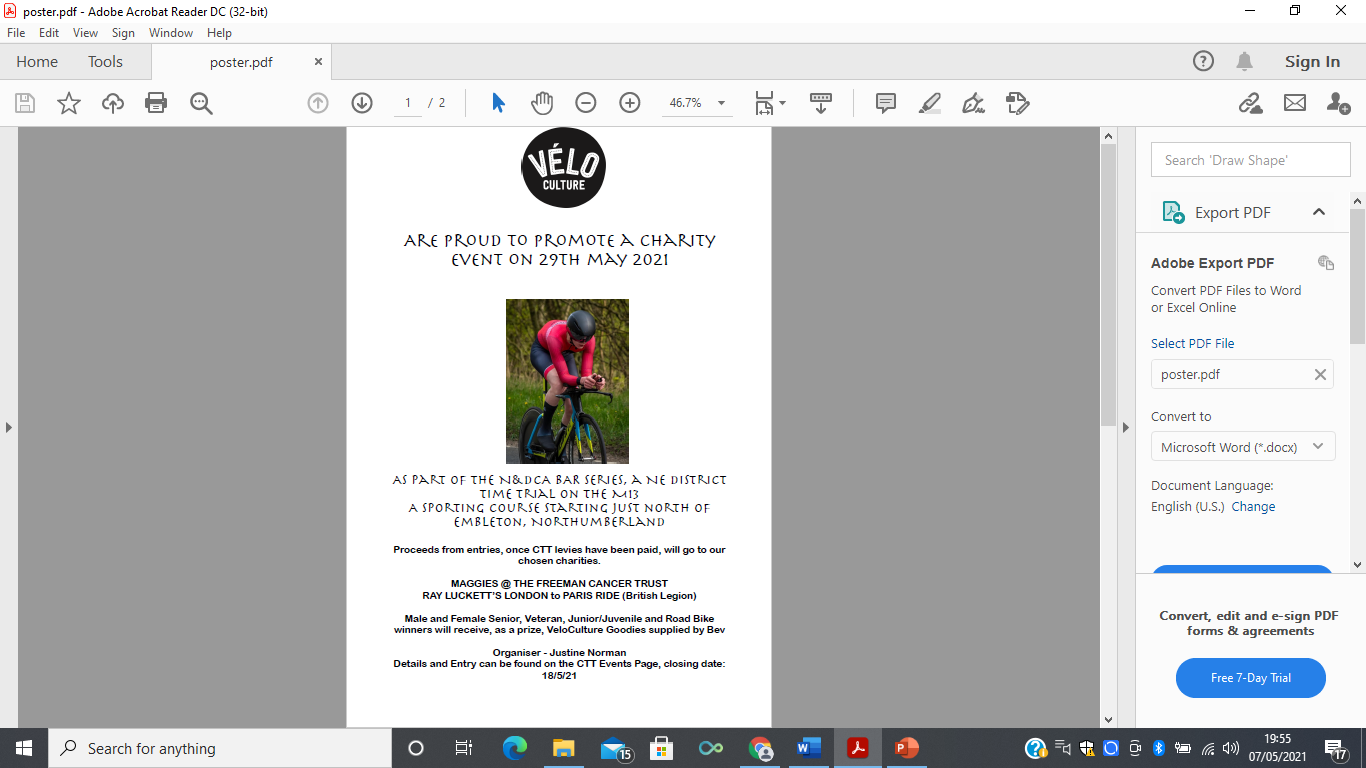 poster.pdf - Adobe Acrobat Reader DC (32-bit)
File Edit View Sign Window Help
Home Tools poster.pdf Sign In
1 / 2 46.7%
VÉLO
CULTURE
ARE PROUD TO PROMOTE A CHARITY
EVENT ON 29TH MAY 2021
AS PART OF THE N&DCA BAR SERIES, A NE DISTRICT
TIME TRIAL ON THE M13
A SPORTING COURSE STARTING JUST NORTH OF
EMBLETON, NORTHUMBERLAND
Proceeds from entries, once CTT levies have been paid, will go to our
chosen charities.
MAGGIES @ THE FREEMAN CANCER TRUST
RAY LUCKETT'S LONDON to PARIS RIDE (British Legion)
Male and Female Senior, Veteran, Junior/Juvenile and Road Bike
winners will receive, as a prize, VeloCulture Goodies supplied by Bev
Organiser - Justine Norman
Details and Entry can be found on the CTT Events Page, closing date:
18/5/21
Search 'Draw Shape'
Export PDF
Adobe Export PDF
Convert PDF Files to Word
or Excel Online
Select PDF File
poster.pdf
Convert to
Microsoft Word (*.docx)
Document Language:
English (U.S.) Change
Convert, edit and e-sign PDF
forms & agreements
Free 7-Day Trial
Search for anything
15
19:55
07/05/2021
17